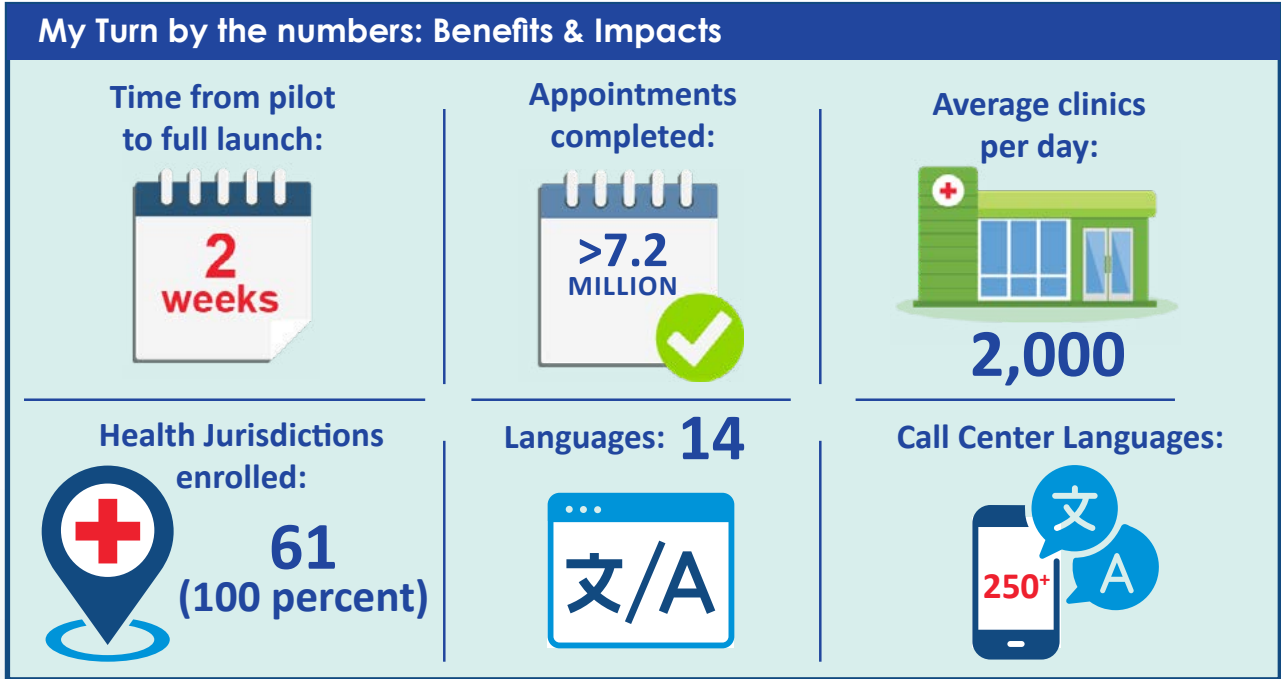 My Turn by the numbers: Benefits & Impacts
Time from pilot
to full launch:
2
weeks
Appointments
completed:
>7.2
MILLION
Average clinics
per day:
2,000
Health Jurisdictions
enrolled:
61
(100 percent)
Languages: 14
文/A
Call Center Languages:
250+
文
A